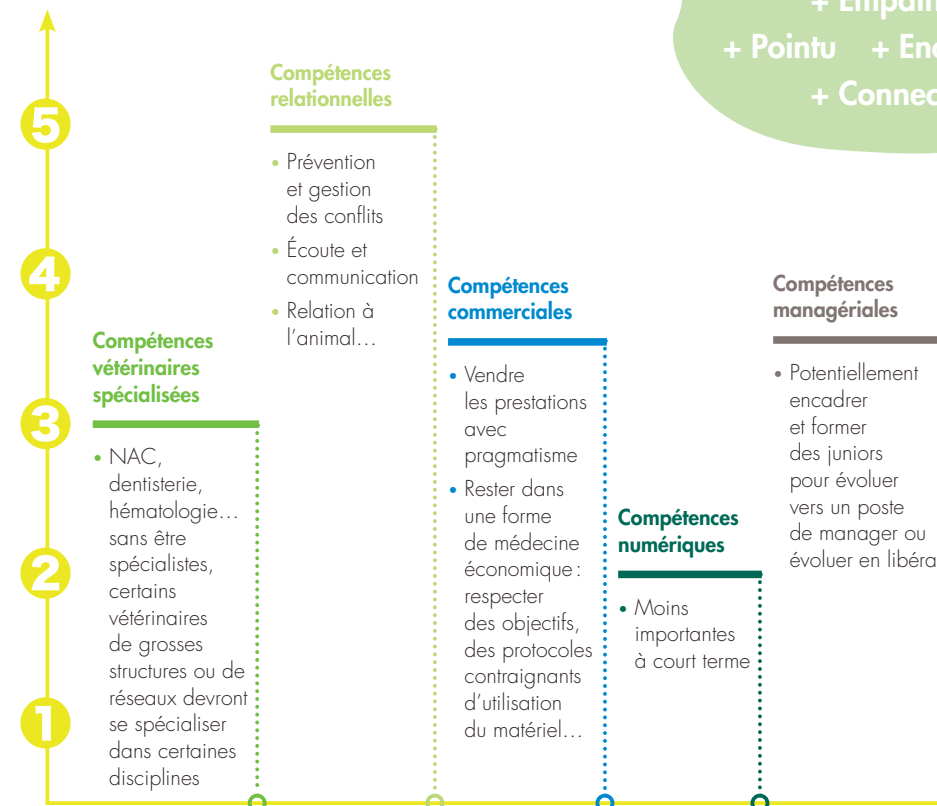 + Pointu
5
4
3
2
1
Compétences
vétérinaires
spécialisées
• NAC,
dentisterie,
hématologie…
sans être
spécialistes,
certains
vétérinaires
de grosses
structures ou de
réseaux devront
se spécialiser
dans certaines
disciplines
Compétences
relationnelles
• Prévention
et gestion
des conflits
• Écoute et
communication
• Relation à
l’animal…
Compétences
commerciales
• Vendre
les prestations
avec
pragmatisme
• Rester dans
une forme
de médecine
économique :
respecter
des objectifs,
des protocoles
contraignants
d’utilisation
du matériel…
Compétences
numériques
• Moins
importantes
à court terme
Compétences
managériales
• Potentiellement
encadrer
et former
des juniors
pour évoluer
vers un poste
de manager ou
évoluer en